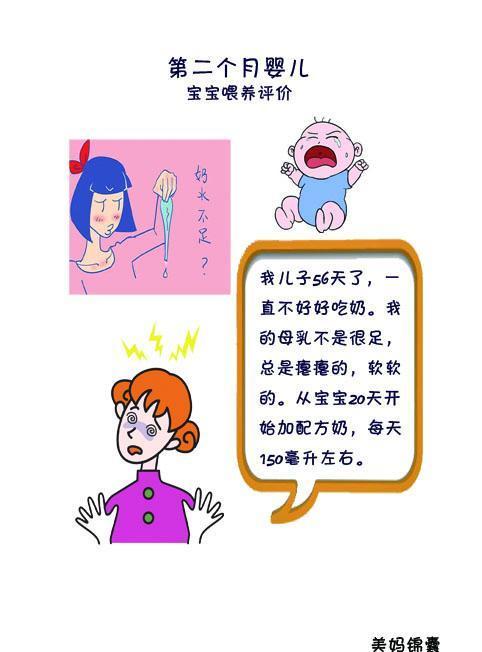 第二个月婴儿
宝宝喂养评价
奶水不足？
我儿子56天了，一
直不好好吃奶。我
的母乳不是很足，
总是瘪瘪的，软软
的。从宝宝20天开
始加配方奶，每天
150毫升左右。
美妈锦囊